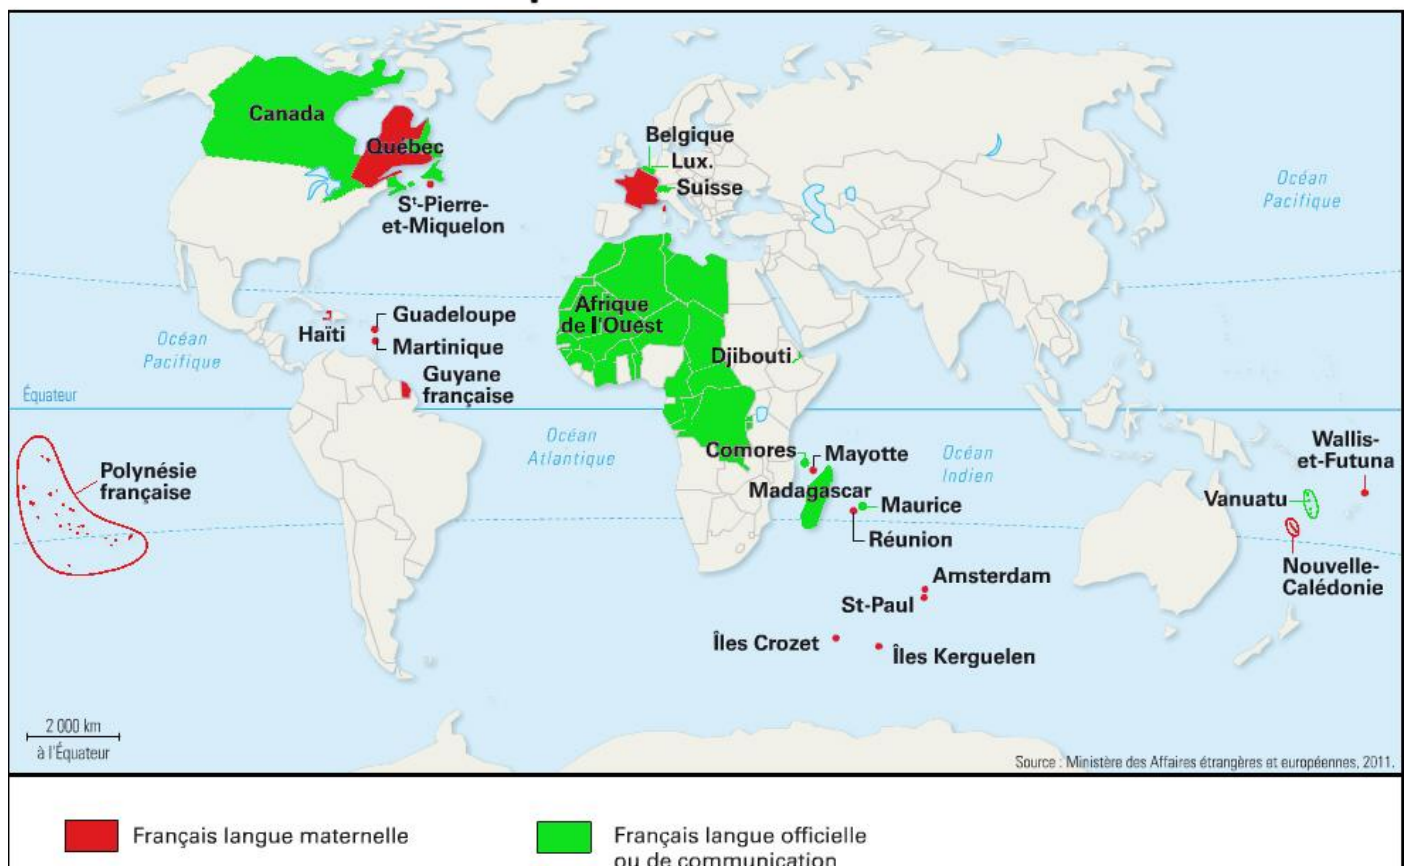 Canada
Québec
Sᵗ-Pierre-
et-Miquelon
Belgique
Lux.
Suisse
Océan
Pacifique
Afrique
de l'Ouest
Djibouti
Haïti
Guadeloupe
Martinique
Guyane
française
Océan
Pacifique
Équateur
Océan
Atlantique
Polynésie
française
Comores
Mayotte
Madagascar
Maurice
Réunion
Océan
Indien
Wallis-
et-Futuna
Vanuatu
Nouvelle-
Calédonie
Amsterdam
St-Paul
Îles Crozet
Îles Kerguelen
2 000 km
à l'Équateur
Source : Ministère des Affaires étrangères et européennes, 2011.
Français langue maternelle
Français langue officielle
ou de communication